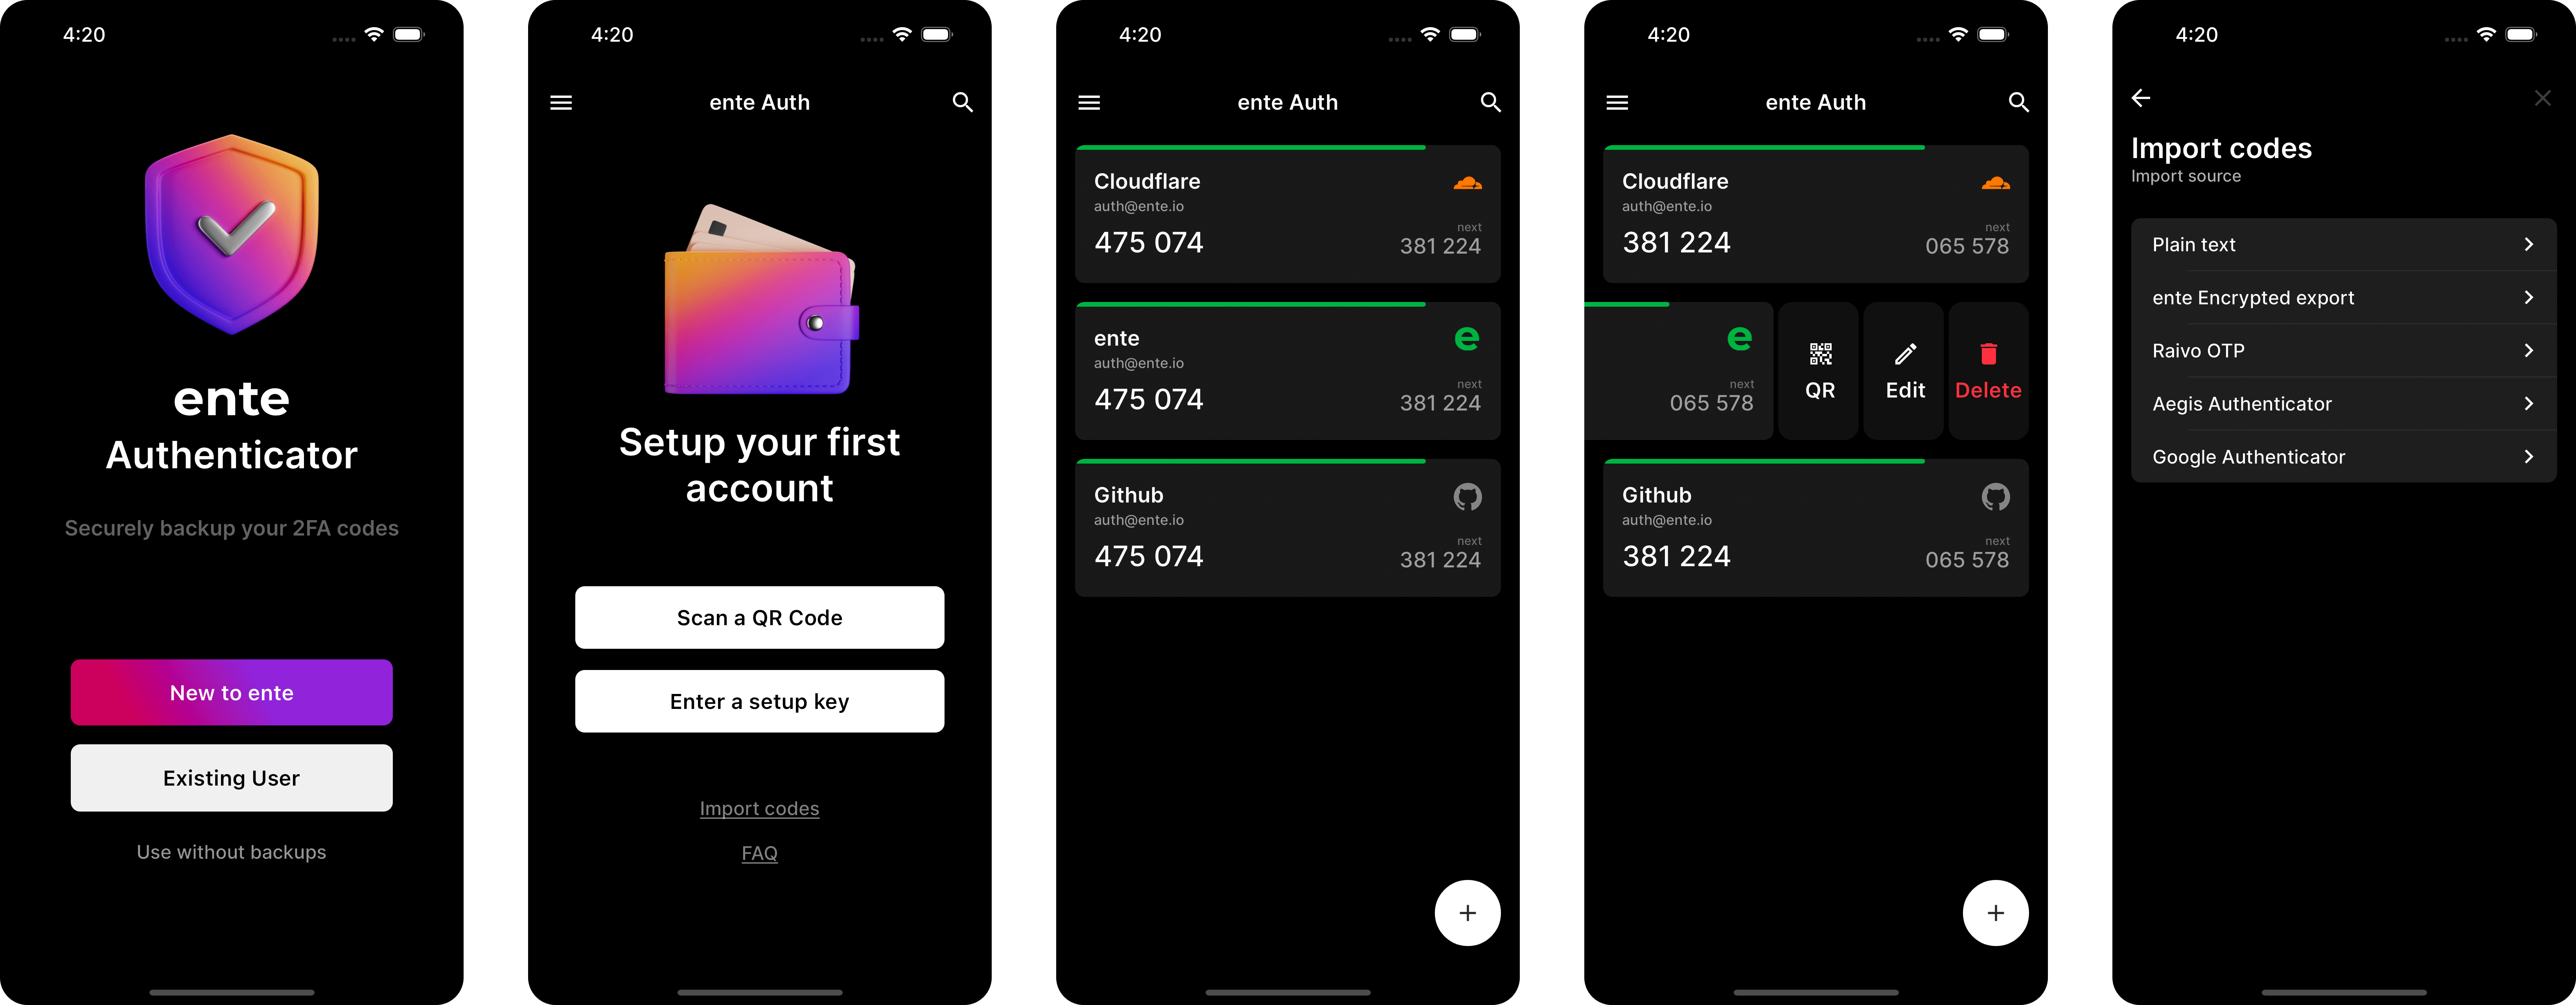 4:20
ente
Authenticator
Securely backup your 2FA codes
New to ente
Existing User
Use without backups
4:20
ente Auth
Setup your first
account
Scan a QR Code
Enter a setup key
Import codes
FAQ
4:20
ente Auth
Cloudflare
auth@ente.io
next
475 074
381 224
ente
auth@ente.io
next
475 074
381 224
Github
auth@ente.io
next
475 074
381 224
4:20
ente Auth
Cloudflare
auth@ente.io
next
381 224
065 578
e
next
065 578
QR
Edit
Delete
Github
auth@ente.io
next
381 224
065 578
4:20
Import codes
Import source
Plain text
ente Encrypted export
Raivo OTP
Aegis Authenticator
Google Authenticator